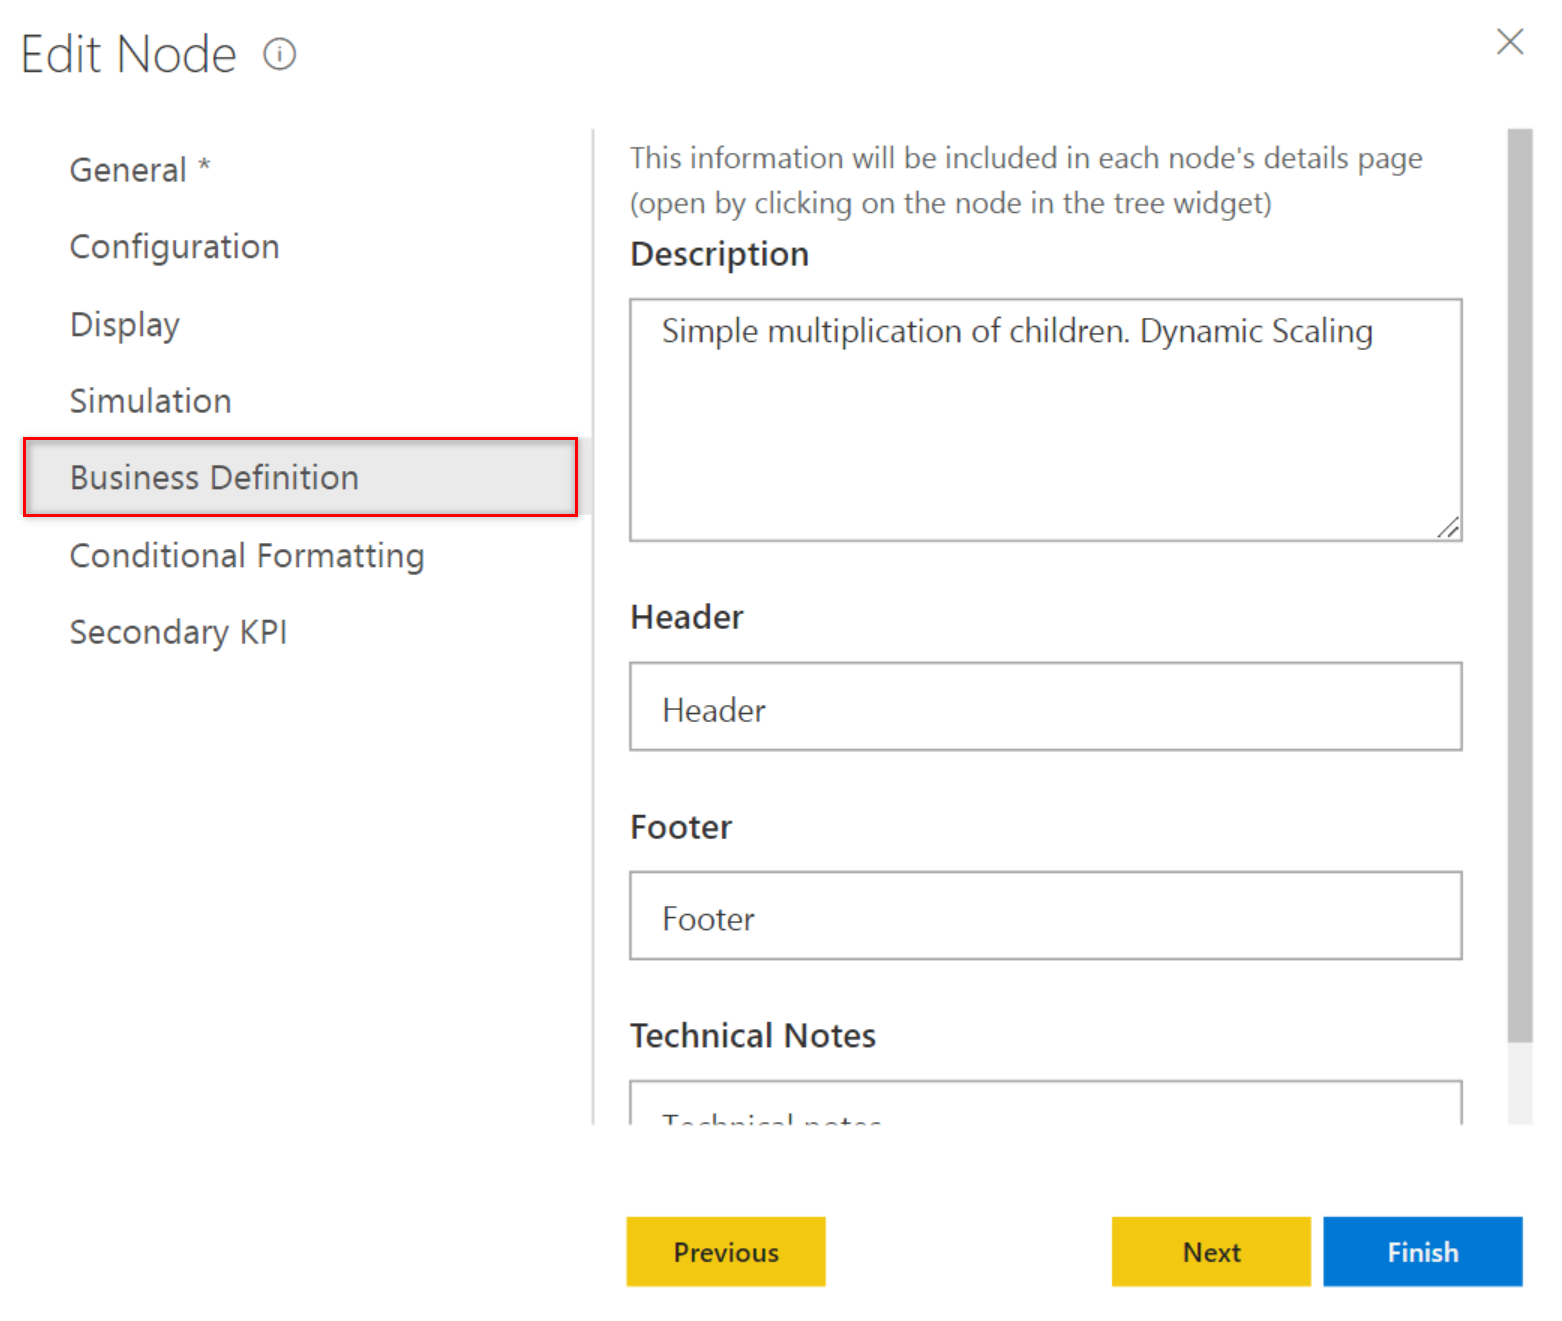 Edit Node
General *
Configuration
Display
Simulation
Business Definition
Conditional Formatting
Secondary KPI
This information will be included in each node's details page
(open by clicking on the node in the tree widget)
Description
Simple multiplication of children. Dynamic Scaling
Header
Header
Footer
Footer
Technical Notes
Technical notes
Previous
Next
Finish